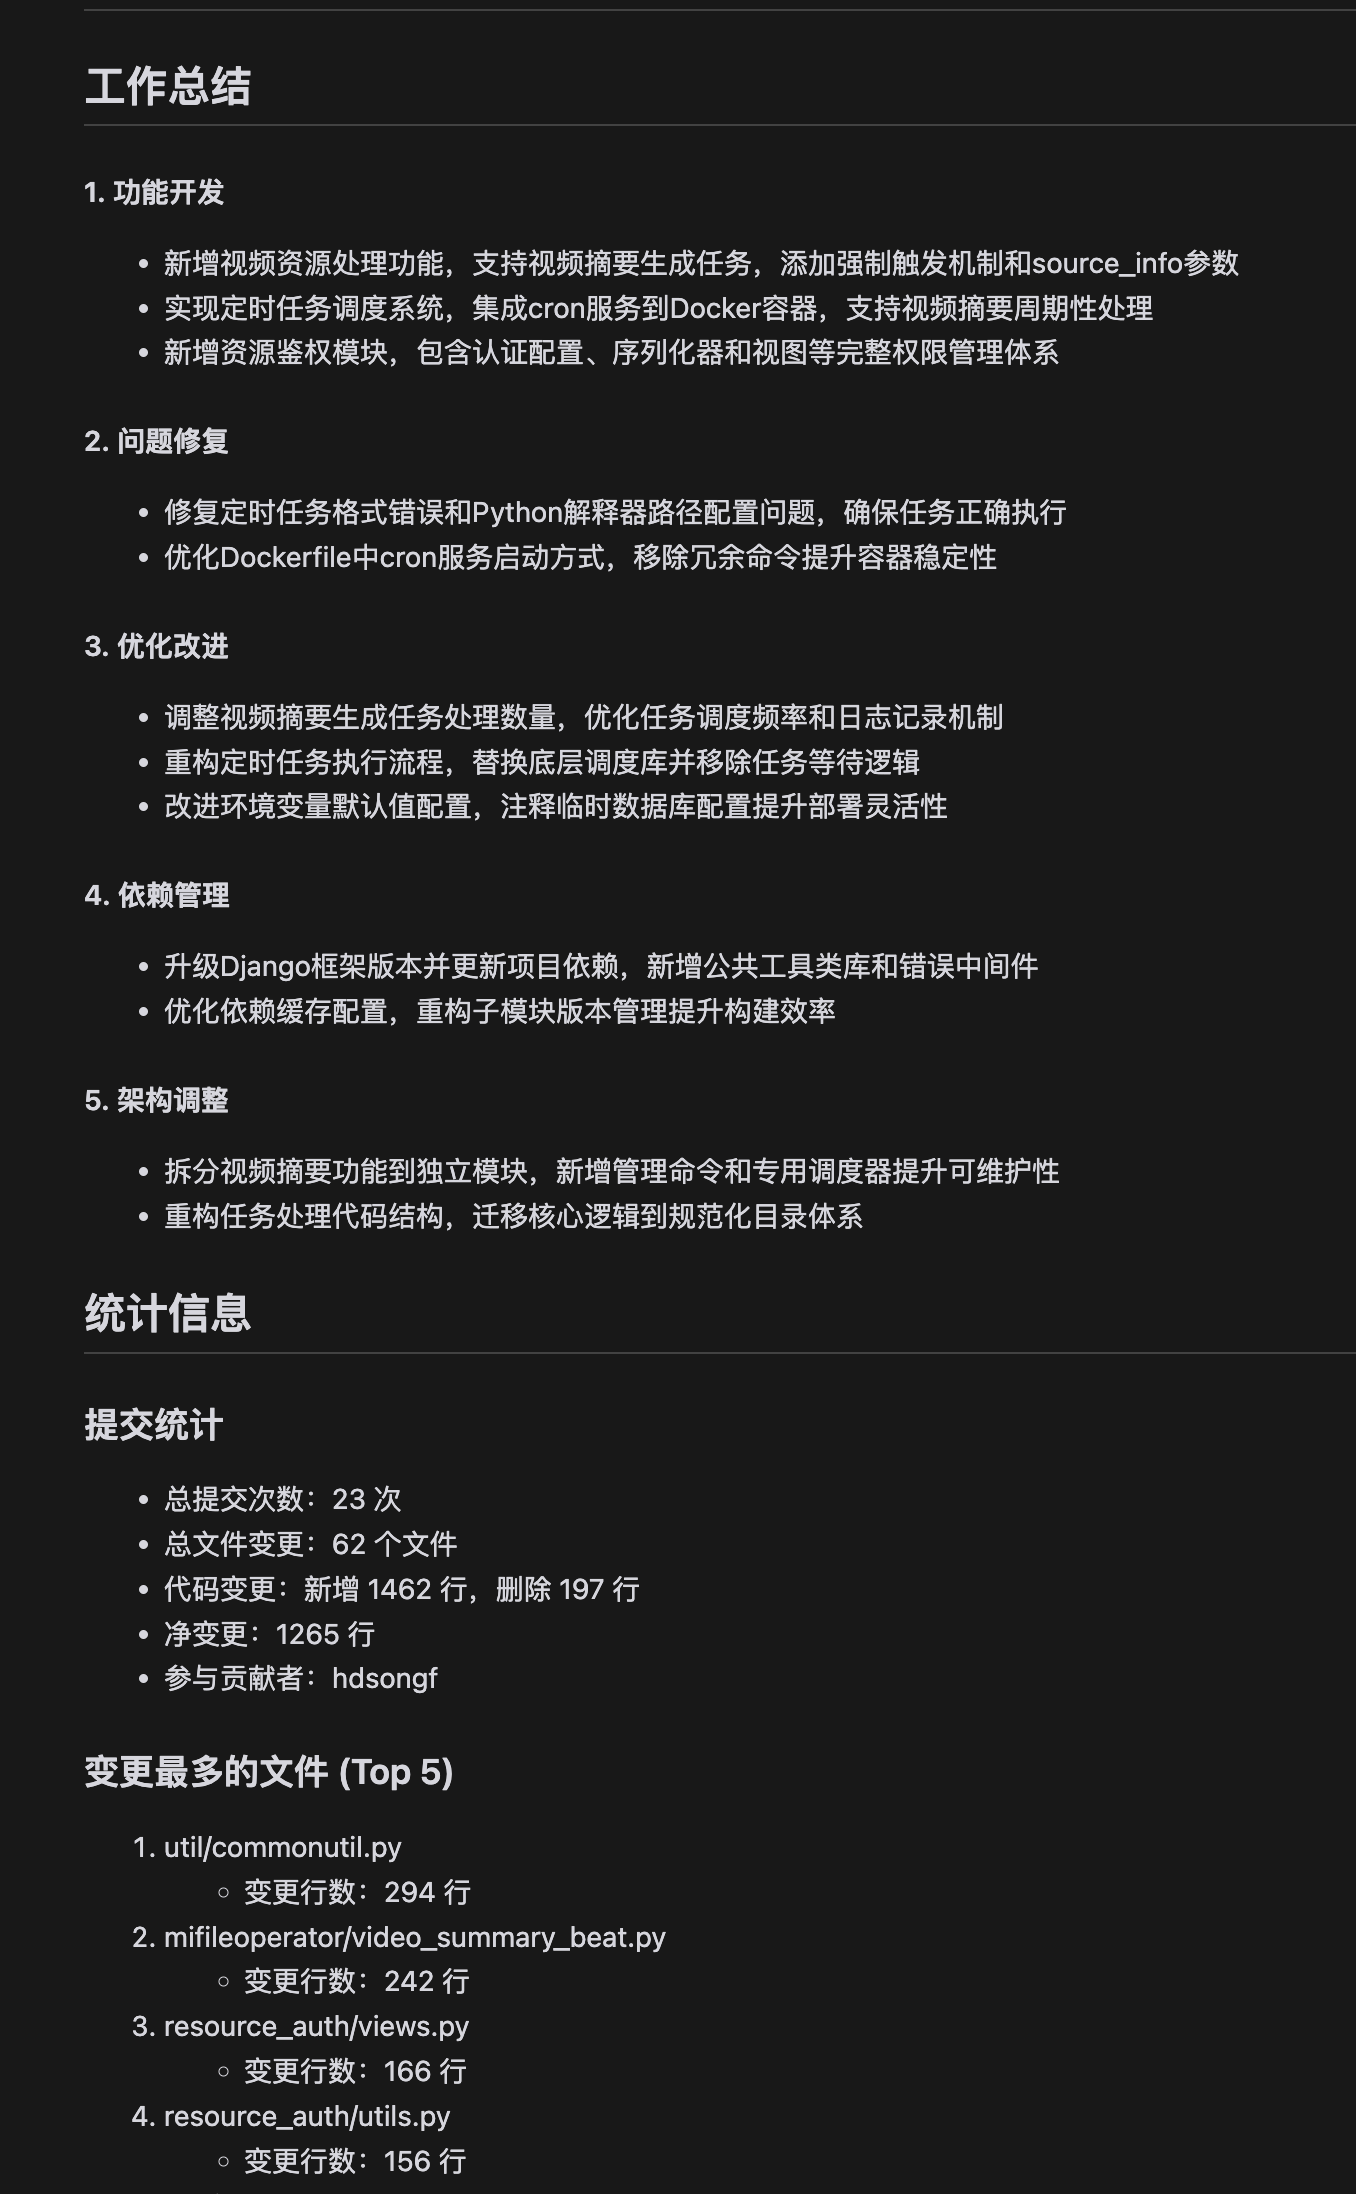 工作总结
1. 功能开发
• 新增视频资源处理功能，支持视频摘要生成任务，添加强制触发机制和source_info参数
• 实现定时任务调度系统，集成cron服务到Docker容器，支持视频摘要周期性处理
• 新增资源鉴权模块，包含认证配置、序列化器和视图等完整权限管理体系
2. 问题修复
• 修复定时任务格式错误和Python解释器路径配置问题，确保任务正确执行
• 优化Dockerfile中cron服务启动方式，移除冗余命令提升容器稳定性
3. 优化改进
• 调整视频摘要生成任务处理数量，优化任务调度频率和日志记录机制
• 重构定时任务执行流程，替换底层调度库并移除任务等待逻辑
• 改进环境变量默认值配置，注释临时数据库配置提升部署灵活性
4. 依赖管理
• 升级Django框架版本并更新项目依赖，新增公共工具类库和错误中间件
• 优化依赖缓存配置，重构子模块版本管理提升构建效率
5. 架构调整
• 拆分视频摘要功能到独立模块，新增管理命令和专用调度器提升可维护性
• 重构任务处理代码结构，迁移核心逻辑到规范化目录体系
统计信息
提交统计
• 总提交次数：23 次
• 总文件变更：62 个文件
• 代码变更：新增 1462 行，删除 197 行
• 净变更：1265 行
• 参与贡献者：hdsongf
变更最多的文件 (Top 5)
1. util/commonutil.py
◦ 变更行数：294 行
2. mifileoperator/video_summary_beat.py
◦ 变更行数：242 行
3. resource_auth/views.py
◦ 变更行数：166 行
4. resource_auth/utils.py
◦ 变更行数：156 行